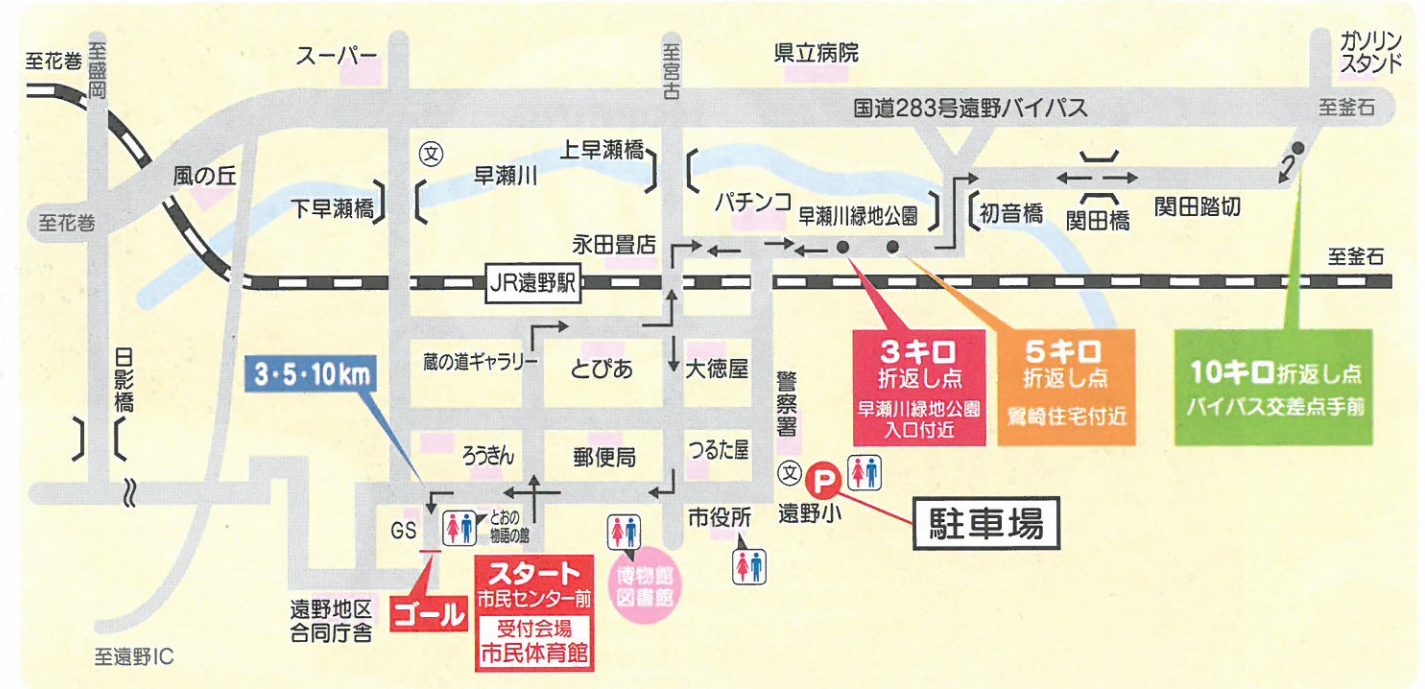 至花巻
至盛岡
スーパー
至宮古
県立病院
ガソリン
スタンド
国道283号遠野バイパス
至釜石
文
上早瀬橋
早瀬川
風の丘
下早瀬橋
至花巻
パチンコ
早瀬川緑地公園
初音橋
関田橋
関田踏切
永田畳店
JR遠野駅
至釜石
蔵の道ギャラリー
とぴあ
大徳屋
3・5・10km
日影橋
警察署
3キロ
折返し点
早瀬川緑地公園
入口付近
5キロ
折返し点
鷲崎住宅付近
10キロ折返し点
バイパス交差点手前
ろうきん
郵便局
つるた屋
文
P
遠野小
駐車場
GS
とおの
物語の館
市役所
博物館
図書館
遠野地区
合同庁舎
ゴール
スタート
市民センター前
受付会場
市民体育館
至遠野IC